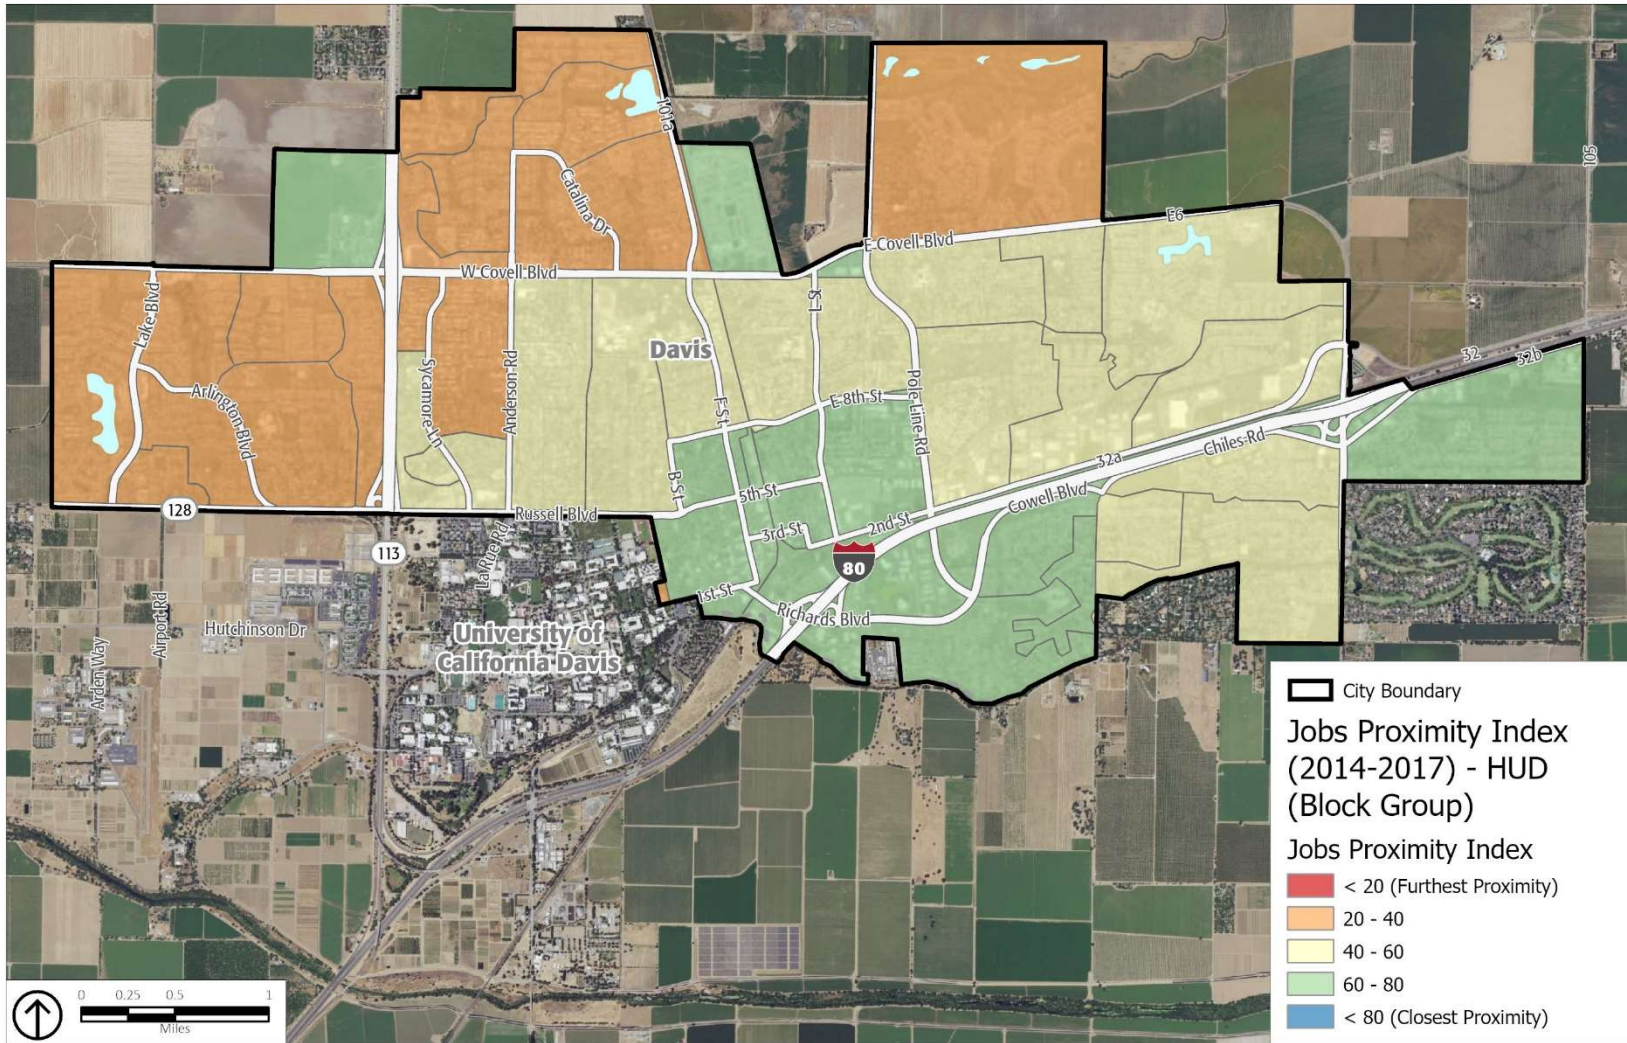 101a
105
Catalina Dr
E6
E Covell Blvd
W Covell Blvd
Lake Blvd
L St
Davis
Sycamore Ln
Anderson Rd
F St
Pole Line Rd
E 8th St
32
32b
Arlington Blvd
Chiles Rd
32a
B St
5th St
Cowell Blvd
128
Russell Blvd
3rd St
2nd St
113
La Rue Rd
80
1st St
Richards Blvd
Airport Rd
Hutchinson Dr
University of
California Davis
Arden Way
City Boundary
Jobs Proximity Index
(2014-2017) - HUD
(Block Group)
Jobs Proximity Index
< 20 (Furthest Proximity)
20 - 40
40 - 60
60 - 80
< 80 (Closest Proximity)
0 0.25 0.5 1
Miles